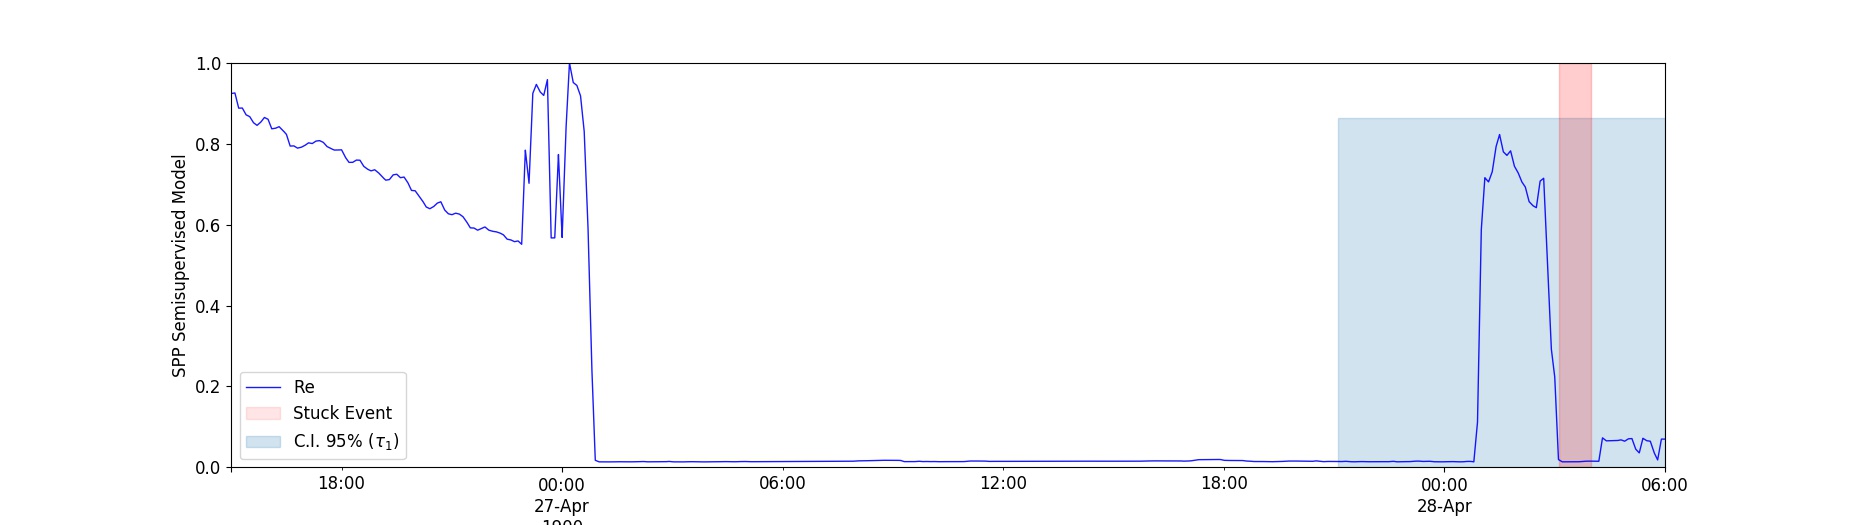 SPP Semisupervised Model
1.0
0.8
0.6
0.4
0.2
0.0
Re
Stuck Event
C.I. 95% (τ₁)
18:00 00:00 06:00 12:00 18:00 00:00 06:00
27-Apr 28-Apr